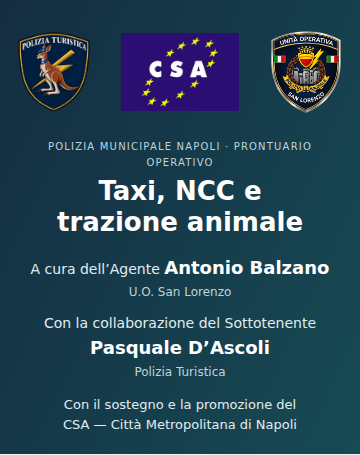 POLIZIA TURISTICA
CSA
UNITÀ OPERATIVA
SAN LORENZO
POLIZIA MUNICIPALE NAPOLI · PRONTUARIO
OPERATIVO
Taxi, NCC e
trazione animale
A cura dell’Agente Antonio Balzano
U.O. San Lorenzo
Con la collaborazione del Sottotenente
Pasquale D’Ascoli
Polizia Turistica
Con il sostegno e la promozione del
CSA — Città Metropolitana di Napoli